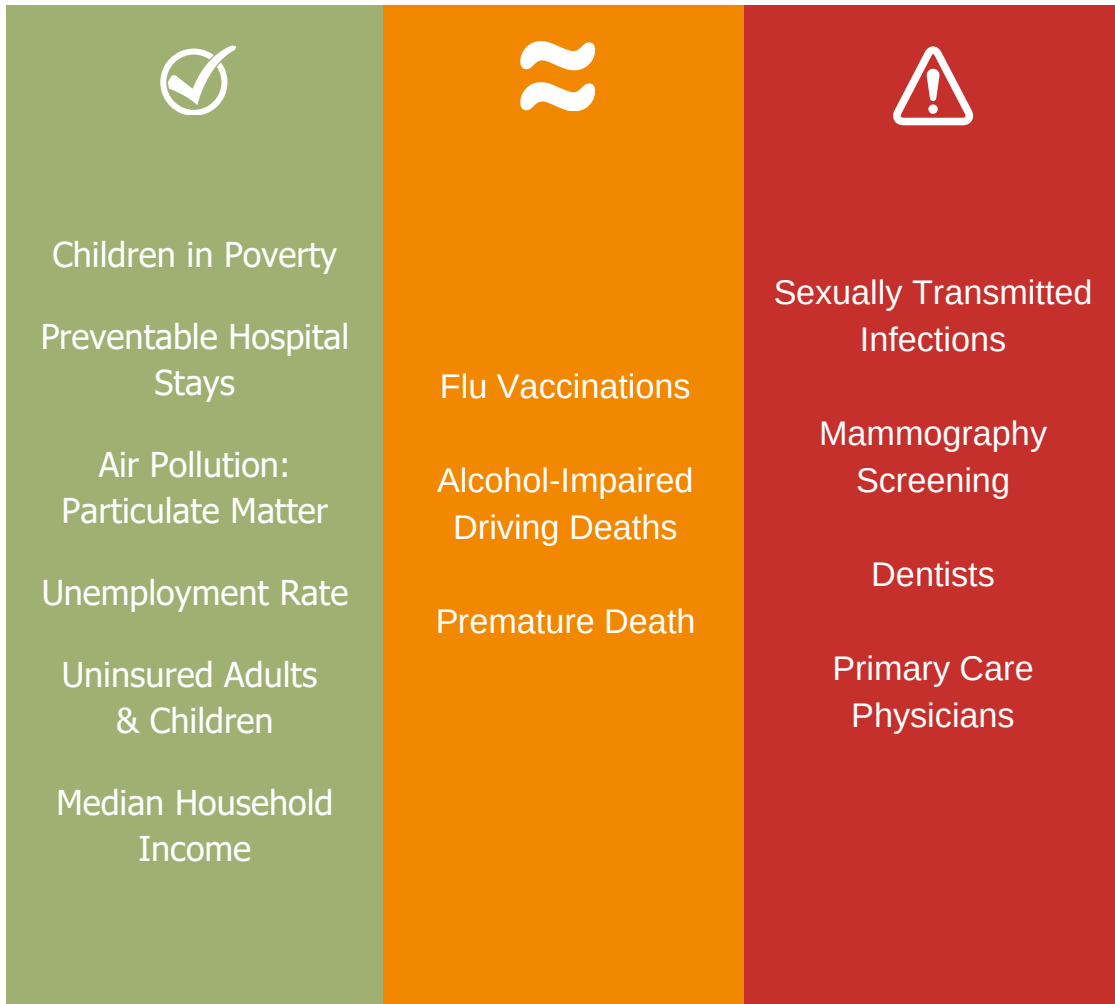 Children in Poverty
Preventable Hospital
Stays
Air Pollution:
Particulate Matter
Unemployment Rate
Uninsured Adults
& Children
Median Household
Income
Flu Vaccinations
Alcohol-Impaired
Driving Deaths
Premature Death
Sexually Transmitted
Infections
Mammography
Screening
Dentists
Primary Care
Physicians